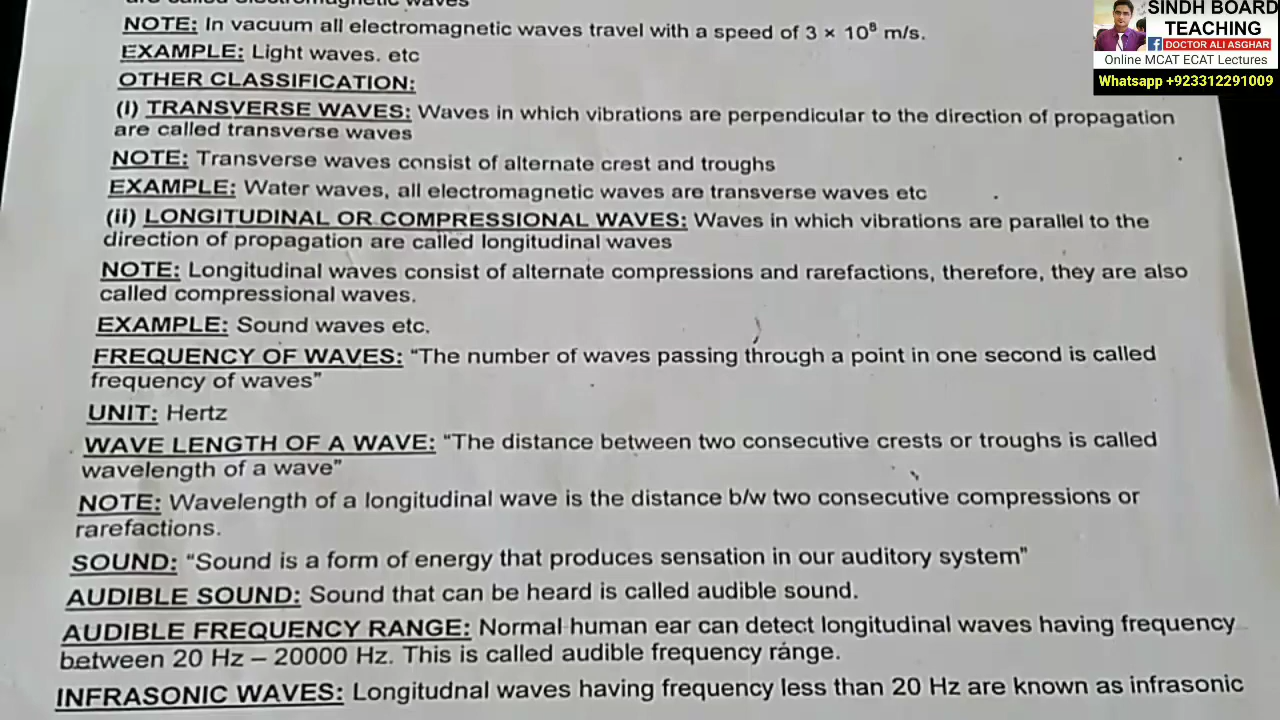 are called electromagnetic waves
NOTE: In vacuum all electromagnetic waves travel with a speed of 3 × 10⁸ m/s.
EXAMPLE: Light waves. etc
OTHER CLASSIFICATION:
(i) TRANSVERSE WAVES: Waves in which vibrations are perpendicular to the direction of propagation
are called transverse waves
NOTE: Transverse waves consist of alternate crest and troughs
EXAMPLE: Water waves, all electromagnetic waves are transverse waves etc
(ii) LONGITUDINAL OR COMPRESSIONAL WAVES: Waves in which vibrations are parallel to the
direction of propagation are called longitudinal waves
NOTE: Longitudinal waves consist of alternate compressions and rarefactions, therefore, they are also
called compressional waves.
EXAMPLE: Sound waves etc.
FREQUENCY OF WAVES: “The number of waves passing through a point in one second is called
frequency of waves”
UNIT: Hertz
WAVE LENGTH OF A WAVE: “The distance between two consecutive crests or troughs is called
wavelength of a wave”
NOTE: Wavelength of a longitudinal wave is the distance b/w two consecutive compressions or
rarefactions.
SOUND: “Sound is a form of energy that produces sensation in our auditory system”
AUDIBLE SOUND: Sound that can be heard is called audible sound.
AUDIBLE FREQUENCY RANGE: Normal human ear can detect longitudinal waves having frequency
between 20 Hz – 20000 Hz. This is called audible frequency range.
INFRASONIC WAVES: Longitudnal waves having frequency less than 20 Hz are known as infrasonic
SINDH BOARD
TEACHING
f DOCTOR ALI ASGHAR
Online MCAT ECAT Lectures
Whatsapp +923312291009